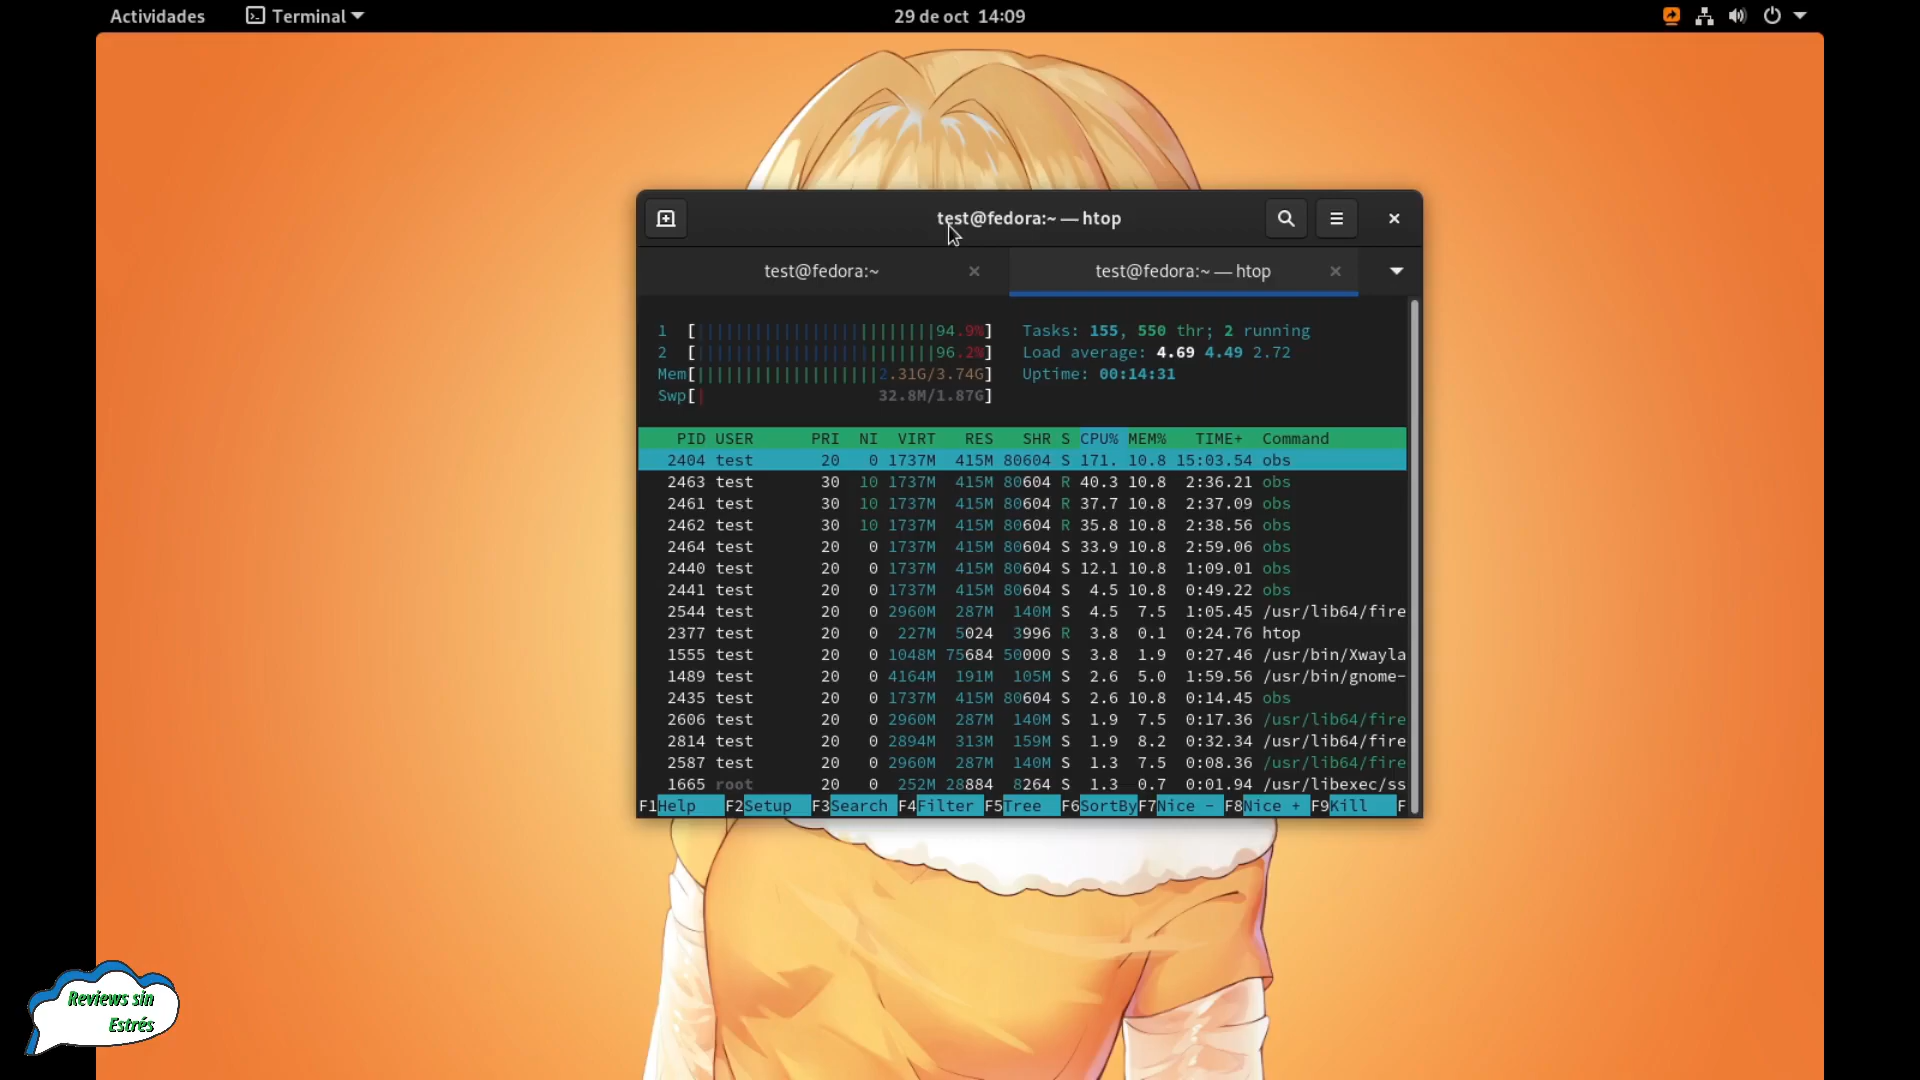 Actividades Terminal 29 de oct 14:09
test@fedora:~ — htop
test@fedora:~ test@fedora:~ — htop
1 [||||||||||||||||||||||||94.9%] Tasks: 155, 550 thr; 2 running
2 [||||||||||||||||||||||||96.2%] Load average: 4.69 4.49 2.72
Mem[|||||||||||||||||||2.31G/3.74G] Uptime: 00:14:31
Swp[| 32.8M/1.87G]
PID USER PRI NI VIRT RES SHR S CPU% MEM% TIME+ Command
2404 test 20 0 1737M 415M 80604 S 171. 10.8 15:03.54 obs
2463 test 30 10 1737M 415M 80604 R 40.3 10.8 2:36.21 obs
2461 test 30 10 1737M 415M 80604 R 37.7 10.8 2:37.09 obs
2462 test 30 10 1737M 415M 80604 R 35.8 10.8 2:38.56 obs
2464 test 20 0 1737M 415M 80604 S 33.9 10.8 2:59.06 obs
2440 test 20 0 1737M 415M 80604 S 12.1 10.8 1:09.01 obs
2441 test 20 0 1737M 415M 80604 S 4.5 10.8 0:49.22 obs
2544 test 20 0 2960M 287M 140M S 4.5 7.5 1:05.45 /usr/lib64/fire
2377 test 20 0 227M 5024 3996 R 3.8 0.1 0:24.76 htop
1555 test 20 0 1048M 75684 50000 S 3.8 1.9 0:27.46 /usr/bin/Xwayla
1489 test 20 0 4164M 191M 105M S 2.6 5.0 1:59.56 /usr/bin/gnome-
2435 test 20 0 1737M 415M 80604 S 2.6 10.8 0:14.45 obs
2606 test 20 0 2960M 287M 140M S 1.9 7.5 0:17.36 /usr/lib64/fire
2814 test 20 0 2894M 313M 159M S 1.9 8.2 0:32.34 /usr/lib64/fire
2587 test 20 0 2960M 287M 140M S 1.3 7.5 0:08.36 /usr/lib64/fire
1665 root 20 0 252M 28884 8264 S 1.3 0.7 0:01.94 /usr/libexec/ss
F1Help F2Setup F3Search F4Filter F5Tree F6SortByF7Nice - F8Nice + F9Kill F
Reviews sin
Estrés